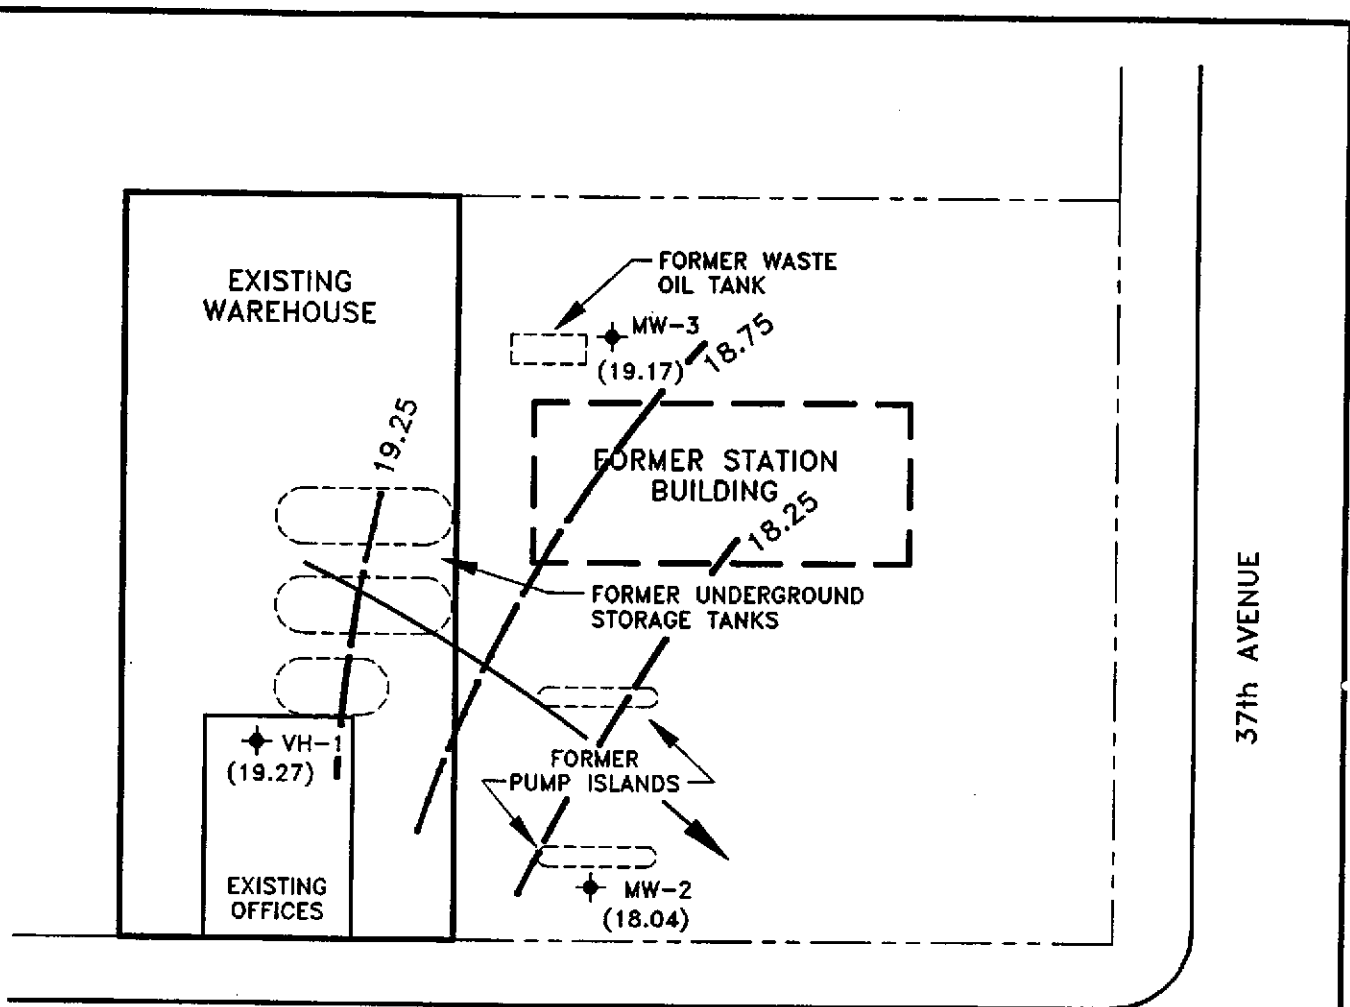 EXISTING
WAREHOUSE
FORMER WASTE
OIL TANK
MW-3
(19.17)
18.75
19.25
FORMER STATION
BUILDING
18.25
FORMER UNDERGROUND
STORAGE TANKS
37th AVENUE
VH-1
(19.27)
FORMER
PUMP ISLANDS
EXISTING
OFFICES
MW-2
(18.04)